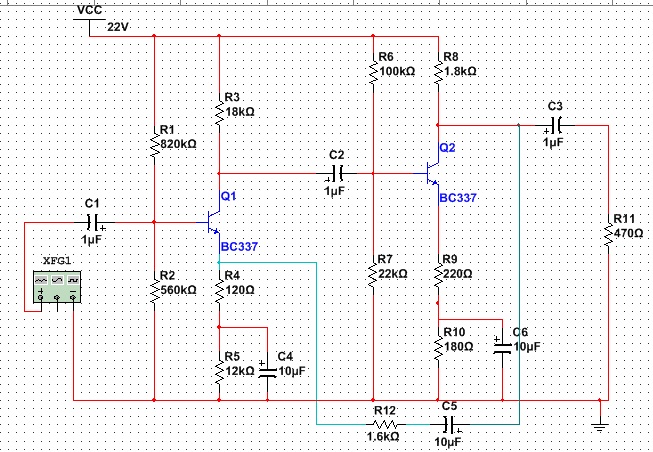 VCC
22V
R6
100kΩ
R8
1.8kΩ
R3
18kΩ
C3
1µF
R1
820kΩ
Q2
C2
1µF
BC337
Q1
C1
1µF
R11
470Ω
BC337
XFG1
R2
560kΩ
R4
120Ω
R7
22kΩ
R9
220Ω
R10
180Ω
C6
10µF
R5
12kΩ
C4
10µF
R12
1.6kΩ
C5
10µF